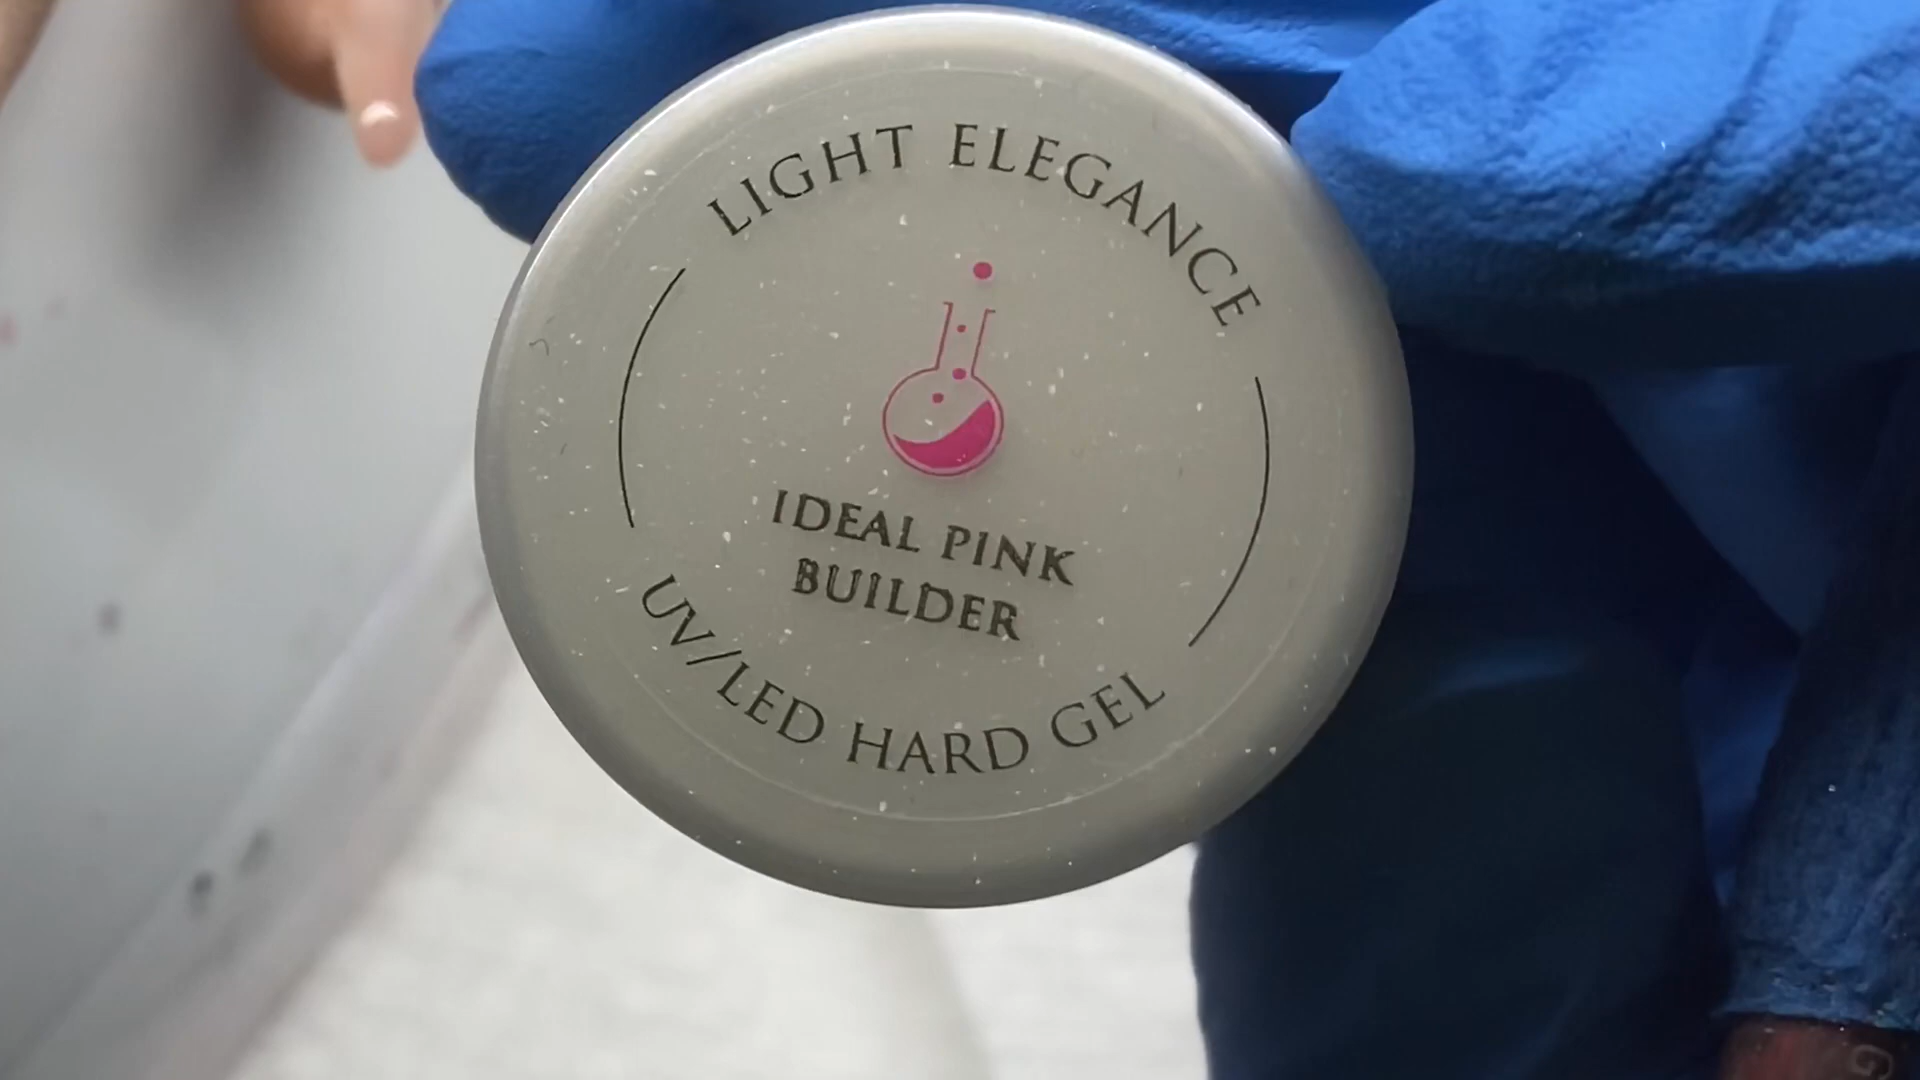 LIGHT ELEGANCE
IDEAL PINK
BUILDER
UV/LED HARD GEL